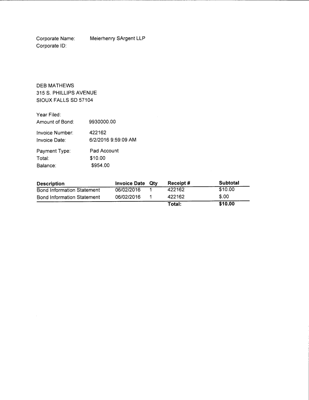 Corporate Name: Meierhenry SArgent LLP
Corporate ID:
DEB MATHEWS
315 S. PHILLIPS AVENUE
SIOUX FALLS SD 57104
Year Filed:
Amount of Bond: 9930000.00
Invoice Number: 422162
Invoice Date: 6/2/2016 9:59:09 AM
Payment Type: Pad Account
Total: $10.00
Balance: $954.00
Description Invoice Date Qty Receipt # Subtotal
Bond Information Statement 06/02/2016 1 422162 $10.00
Bond Information Statement 06/02/2016 1 422162 $.00
Total: $10.00